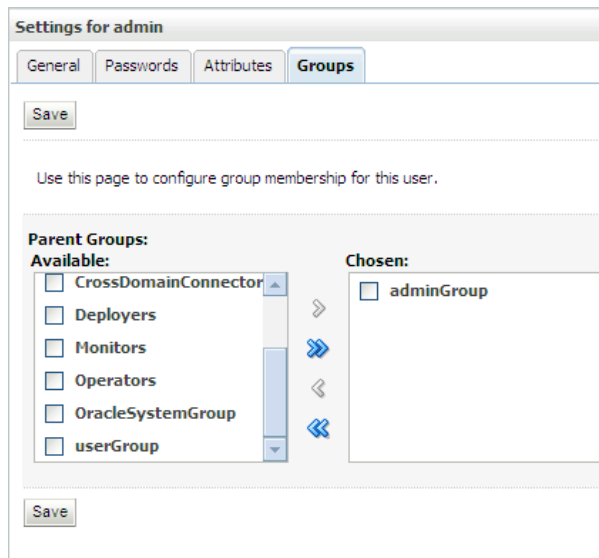 Settings for admin
General Passwords Attributes Groups
Save
Use this page to configure group membership for this user.
Parent Groups:
Available: Chosen:
CrossDomainConnector adminGroup
Deployers
Monitors
Operators
OracleSystemGroup
userGroup
Save